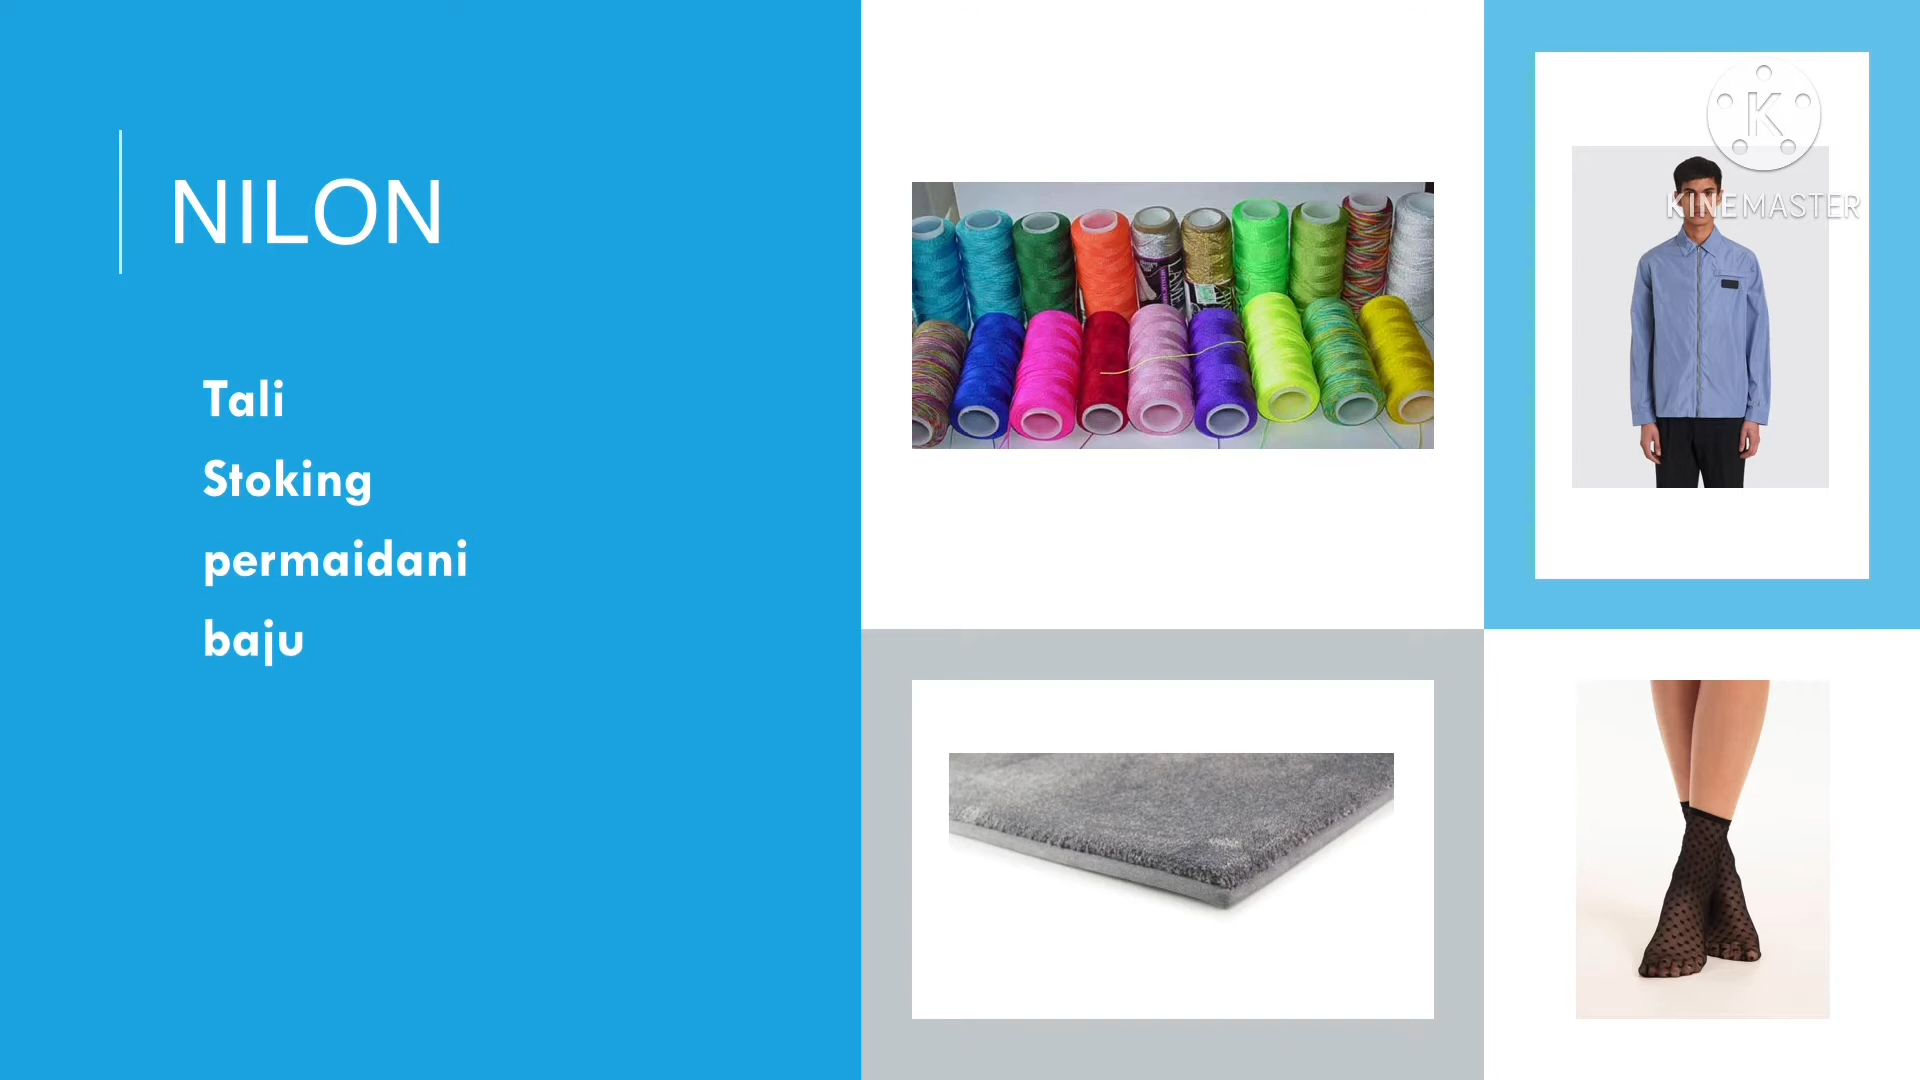 NILON
Tali
Stoking
permaidani
baju
K
KINEMASTER